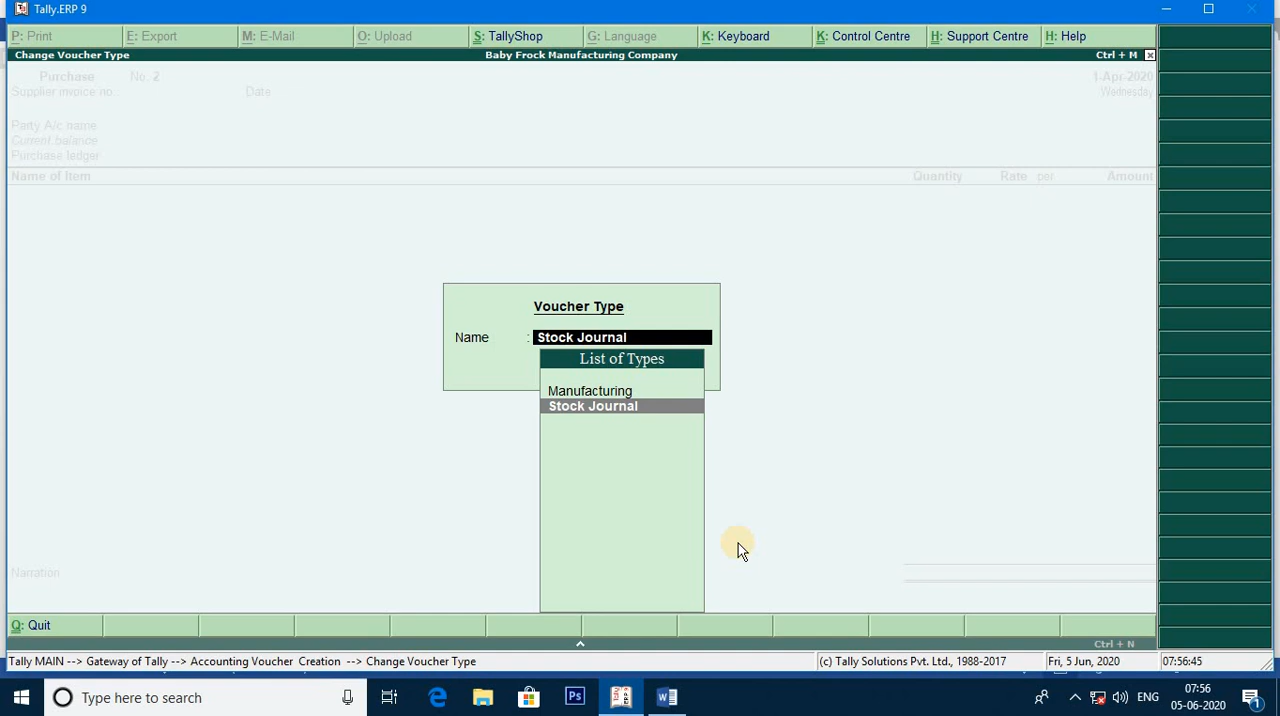 Tally.ERP 9
P: Print E: Export M: E-Mail O: Upload S: TallyShop G: Language K: Keyboard K: Control Centre H: Support Centre H: Help
Change Voucher Type Baby Frock Manufacturing Company Ctrl + M
Purchase No. 2 1-Apr-2020
Supplier invoice no.: Date Wednesday
Party A/c name
Current balance
Purchase ledger
Name of Item Quantity Rate per Amount
Voucher Type
Name : Stock Journal
List of Types
Manufacturing
Stock Journal
Narration
Q: Quit
Ctrl + N
Tally MAIN --> Gateway of Tally --> Accounting Voucher Creation --> Change Voucher Type (c) Tally Solutions Pvt. Ltd., 1988-2017 Fri, 5 Jun, 2020 07:56:45
Type here to search Ps ENG 07:56
05-06-2020 1